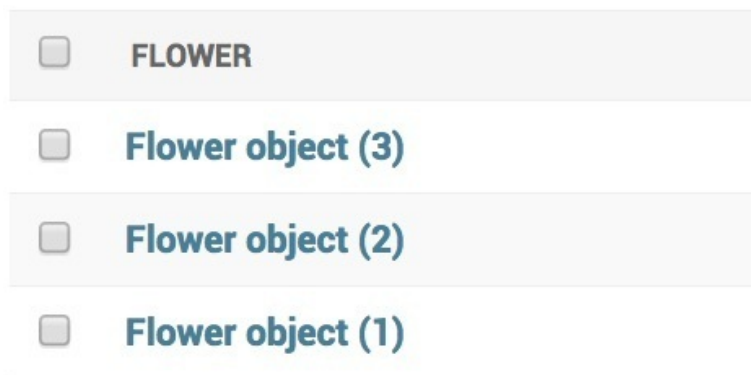 FLOWER
Flower object (3)
Flower object (2)
Flower object (1)